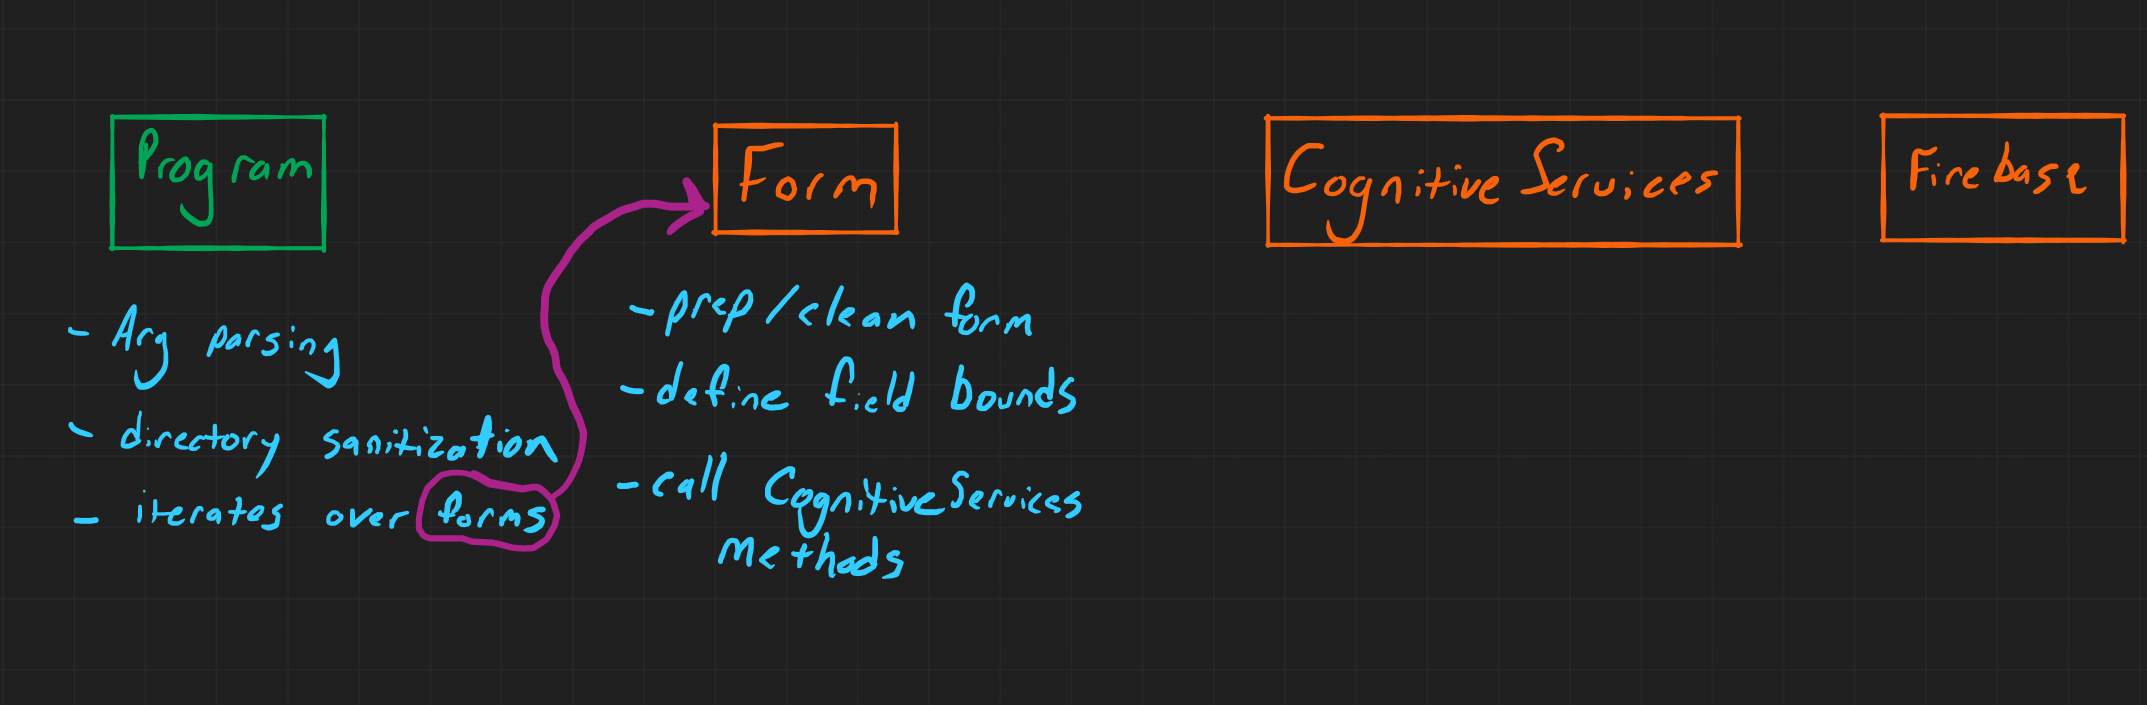 Program
- Arg parsing
- directory sanitization
- iterates over forms
Form
- prep/clean form
- define field bounds
- call CognitiveServices
methods
Cognitive Services
Firebase